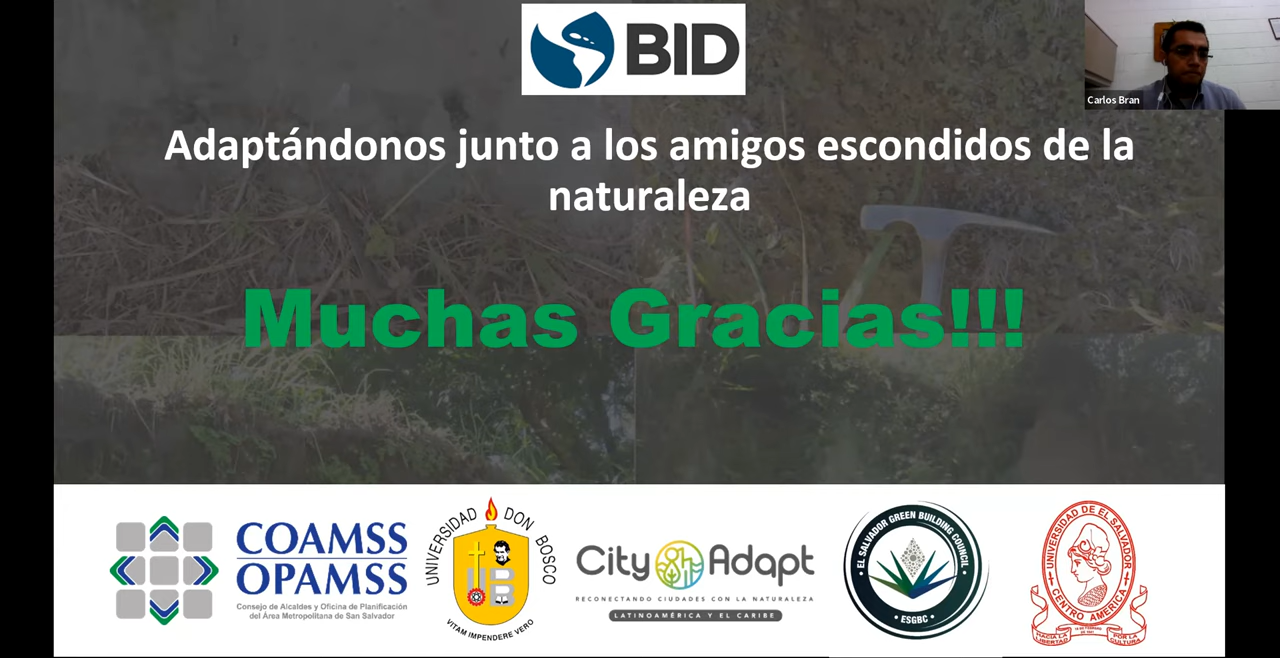 BID
Carlos Bran
Adaptándonos junto a los amigos escondidos de la
naturaleza
Muchas Gracias!!!
COAMSS
OPAMSS
Consejo de Alcaldes y Oficina de Planificación
del Área Metropolitana de San Salvador
UNIVERSIDAD DON BOSCO
UB
VITAM IMPENDERE VERO
City Adapt
RECONECTANDO CIUDADES CON LA NATURALEZA
LATINOAMÉRICA Y EL CARIBE
EL SALVADOR GREEN BUILDING COUNCIL
• ESGBC •
UNIVERSIDAD DE EL SALVADOR
CENTRO AMERICA
HACIA LA LIBERTAD
POR LA CULTURA